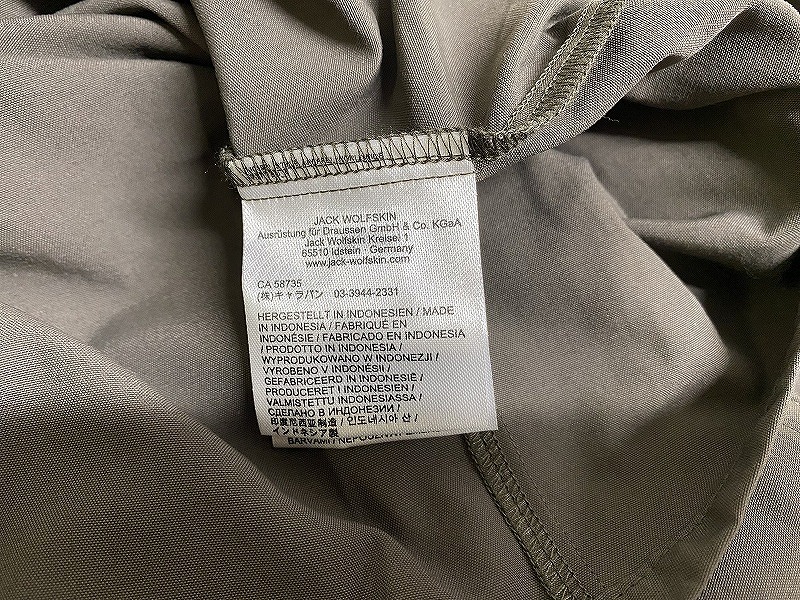 JACK WOLFSKIN
Ausrüstung für Draussen GmbH & Co. KGaA
Jack Wolfskin Kreisel 1
65510 Idstein - Germany
www.jack-wolfskin.com
CA 58735
(株)キャラバン 03-3944-2331
HERGESTELLT IN INDONESIEN / MADE
IN INDONESIA / FABRIQUÉ EN
INDONÉSIE / FABRICADO EN INDONESIA
/ PRODOTTO IN INDONESIA /
WYPRODUKOWANO W INDONEZJI /
VYROBENO V INDONÉSII /
GEFABRICEERD IN INDONESIË /
PRODUCERET I INDONESIEN /
VALMISTETTU INDONESIASSA /
СДЕЛАНО В ИНДОНЕЗИИ /
印度尼西亚制造 / 인도네시아 산 /
インドネシア製
BARVAMI /